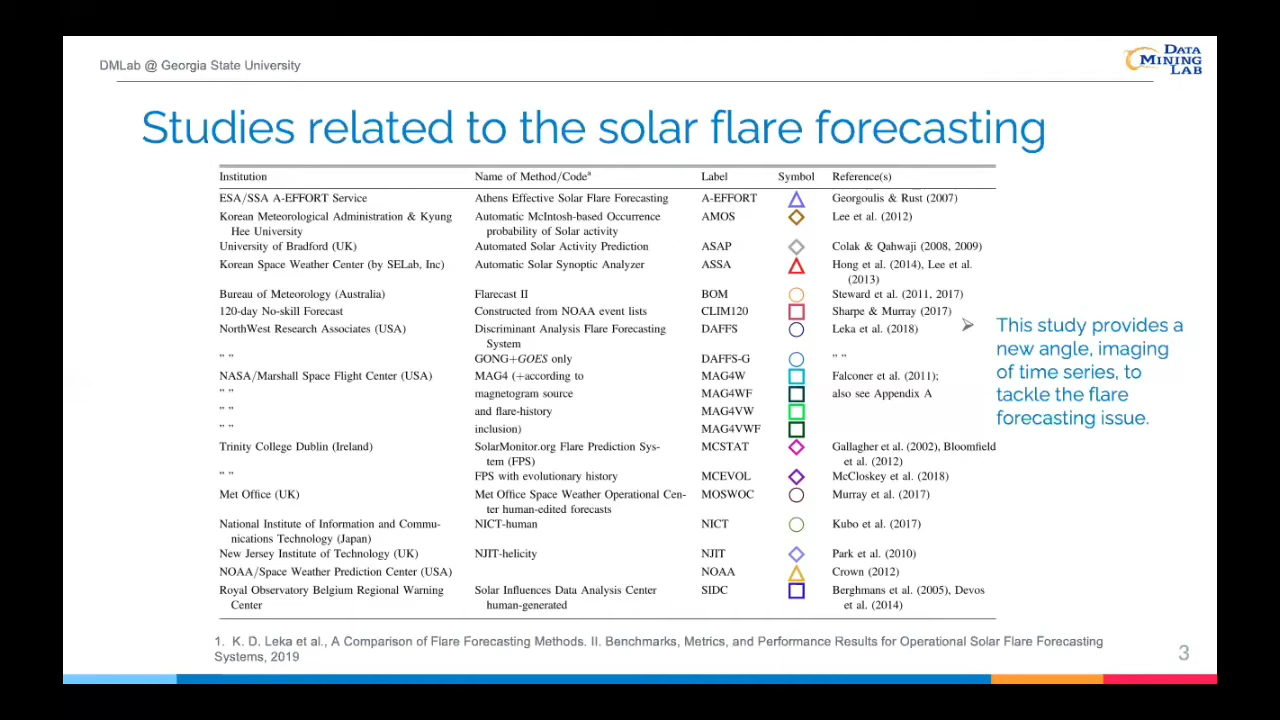 DMLab @ Georgia State University
DATA
MINING
LAB
Studies related to the solar flare forecasting
Institution Name of Method/Codeª Label Symbol Reference(s)
ESA/SSA A-EFFORT Service Athens Effective Solar Flare Forecasting A-EFFORT Georgoulis & Rust (2007)
Korean Meteorological Administration & Kyung Automatic McIntosh-based Occurrence AMOS Lee et al. (2012)
Hee University probability of Solar activity
University of Bradford (UK) Automated Solar Activity Prediction ASAP Colak & Qahwaji (2008, 2009)
Korean Space Weather Center (by SELab, Inc) Automatic Solar Synoptic Analyzer ASSA Hong et al. (2014), Lee et al.
(2013)
Bureau of Meteorology (Australia) Flarecast II BOM Steward et al. (2011, 2017)
120-day No-skill Forecast Constructed from NOAA event lists CLIM120 Sharpe & Murray (2017)
NorthWest Research Associates (USA) Discriminant Analysis Flare Forecasting DAFFS Leka et al. (2018)
System
" " GONG+GOES only DAFFS-G " "
NASA/Marshall Space Flight Center (USA) MAG4 (+according to MAG4W Falconer et al. (2011);
" " magnetogram source MAG4WF also see Appendix A
" " and flare-history MAG4VW
" " inclusion) MAG4VWF
Trinity College Dublin (Ireland) SolarMonitor.org Flare Prediction Sys- MCSTAT Gallagher et al. (2002), Bloomfield
tem (FPS) et al. (2012)
" " FPS with evolutionary history MCEVOL McCloskey et al. (2018)
Met Office (UK) Met Office Space Weather Operational Cen- MOSWOC Murray et al. (2017)
ter human-edited forecasts
National Institute of Information and Commu- NICT-human NICT Kubo et al. (2017)
nications Technology (Japan)
New Jersey Institute of Technology (UK) NJIT-helicity NJIT Park et al. (2010)
NOAA/Space Weather Prediction Center (USA) NOAA Crown (2012)
Royal Observatory Belgium Regional Warning Solar Influences Data Analysis Center SIDC Berghmans et al. (2005), Devos
Center human-generated et al. (2014)
This study provides a
new angle, imaging
of time series, to
tackle the flare
forecasting issue.
1. K. D. Leka et al., A Comparison of Flare Forecasting Methods. II. Benchmarks, Metrics, and Performance Results for Operational Solar Flare Forecasting
Systems, 2019
3